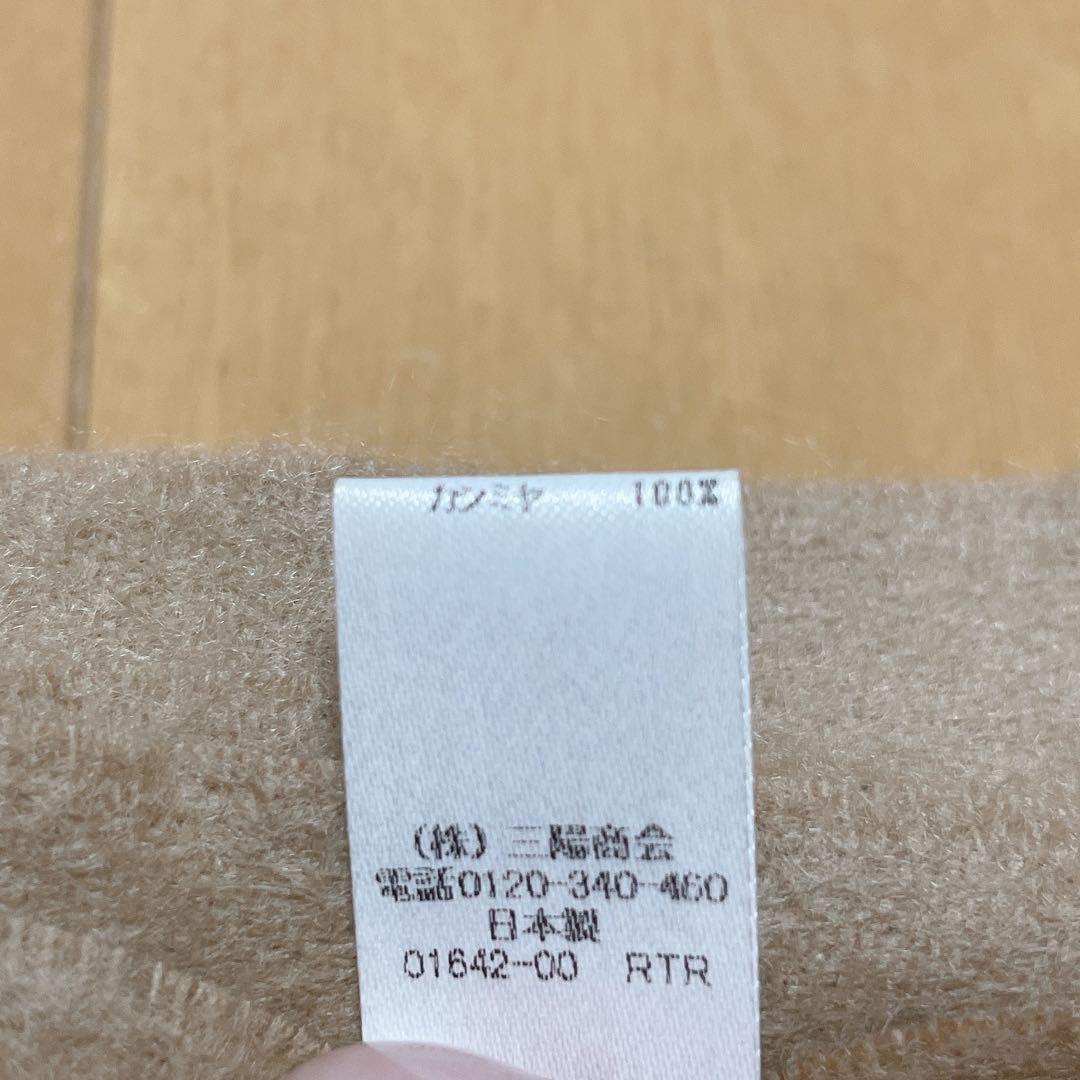 カシミヤ 100%
(株) 三陽商会
電話0120-340-460
日本製
01642-00 RTR